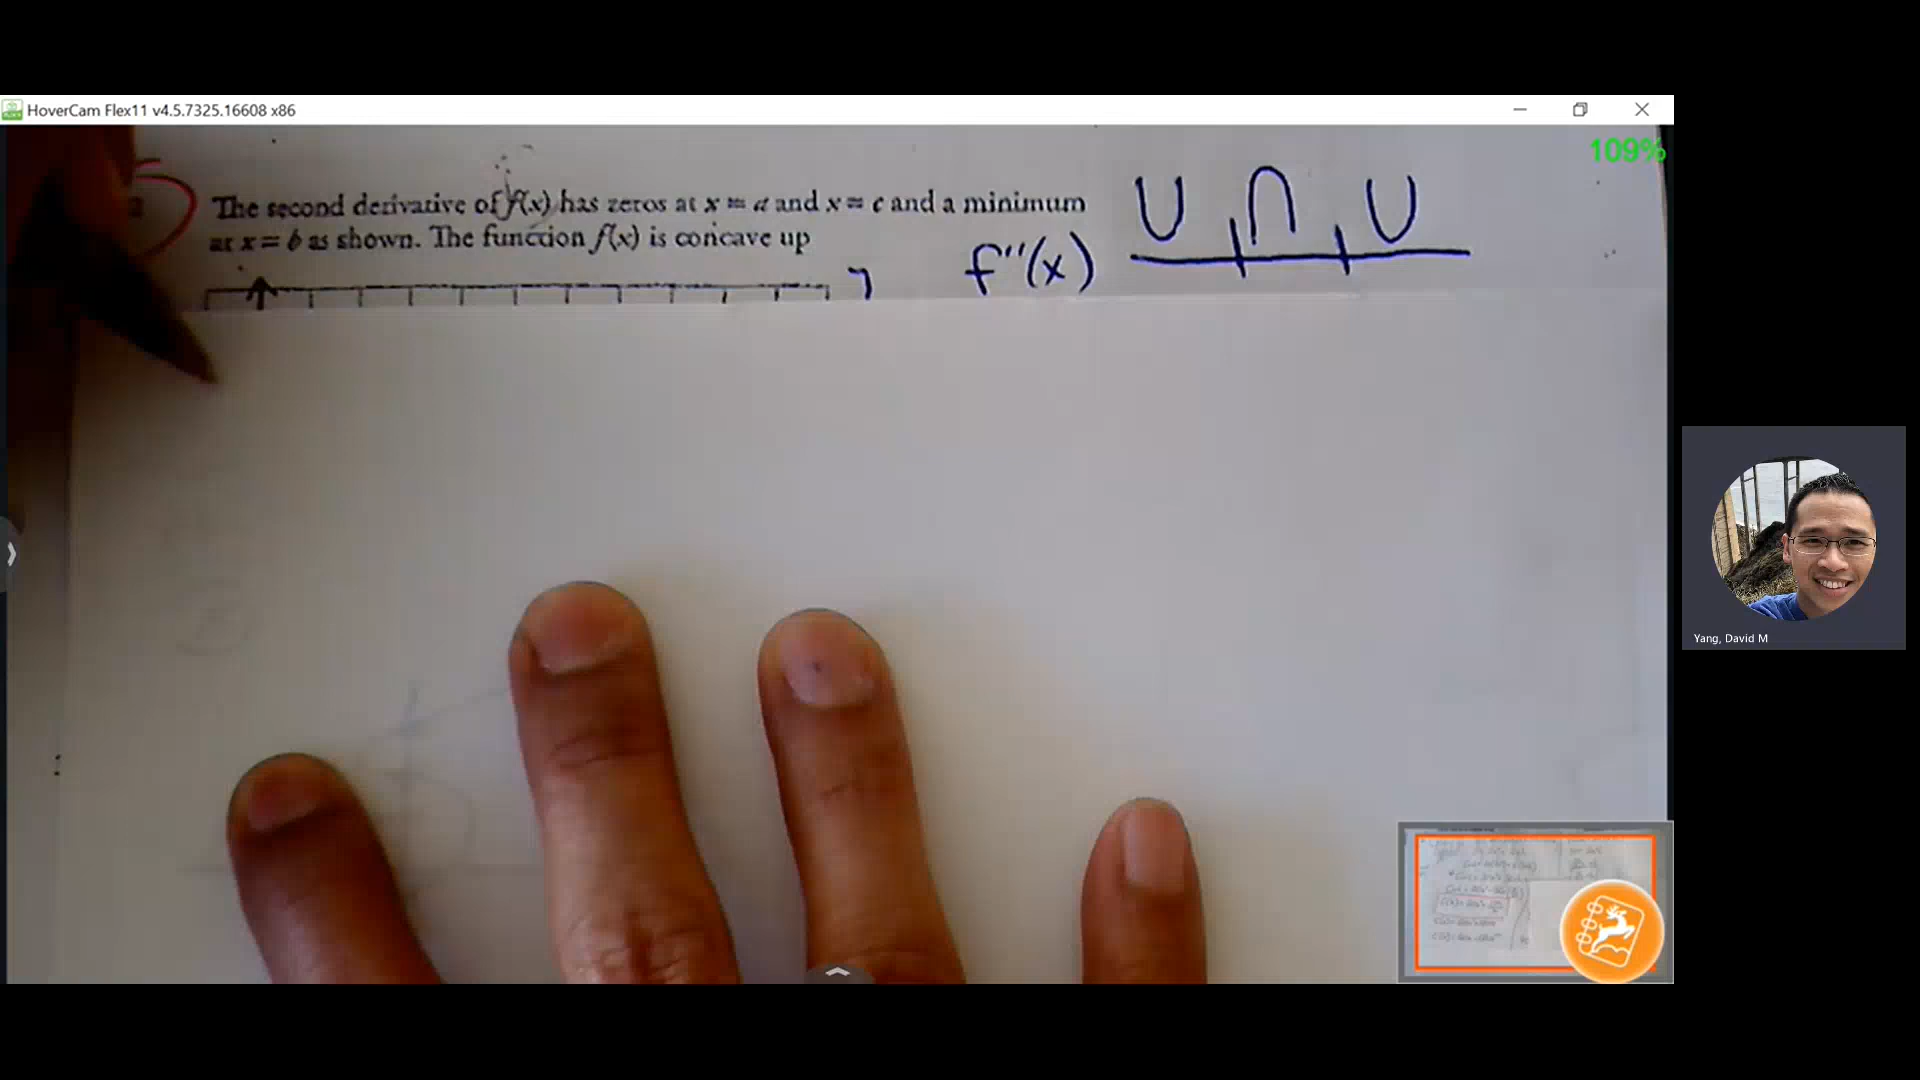 HoverCam Flex11 v4.5.7325.16608 x86
109%
The second derivative of f(x) has zeros at x = a and x = c and a minimum
at x = b as shown. The function f(x) is concave up
f''(x)
Yang, David M